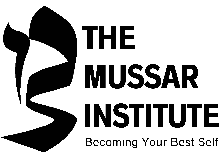 THE
MUSSAR
INSTITUTE
Becoming Your Best Self